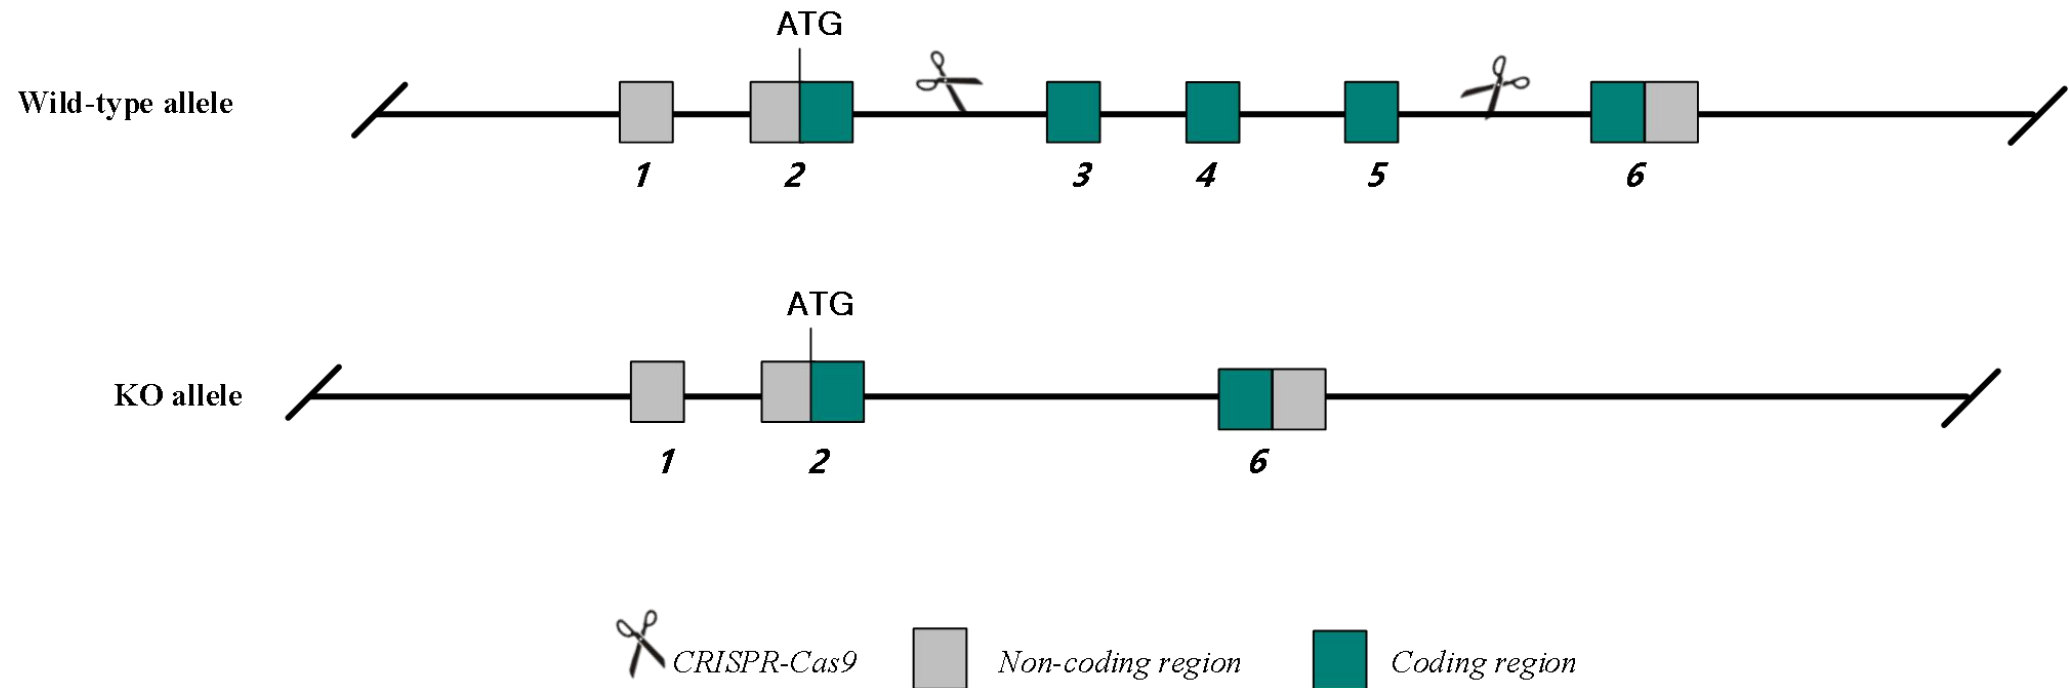 ATG
Wild-type allele
1 2 3 4 5 6
ATG
KO allele
1 2 6
CRISPR-Cas9 Non-coding region Coding region